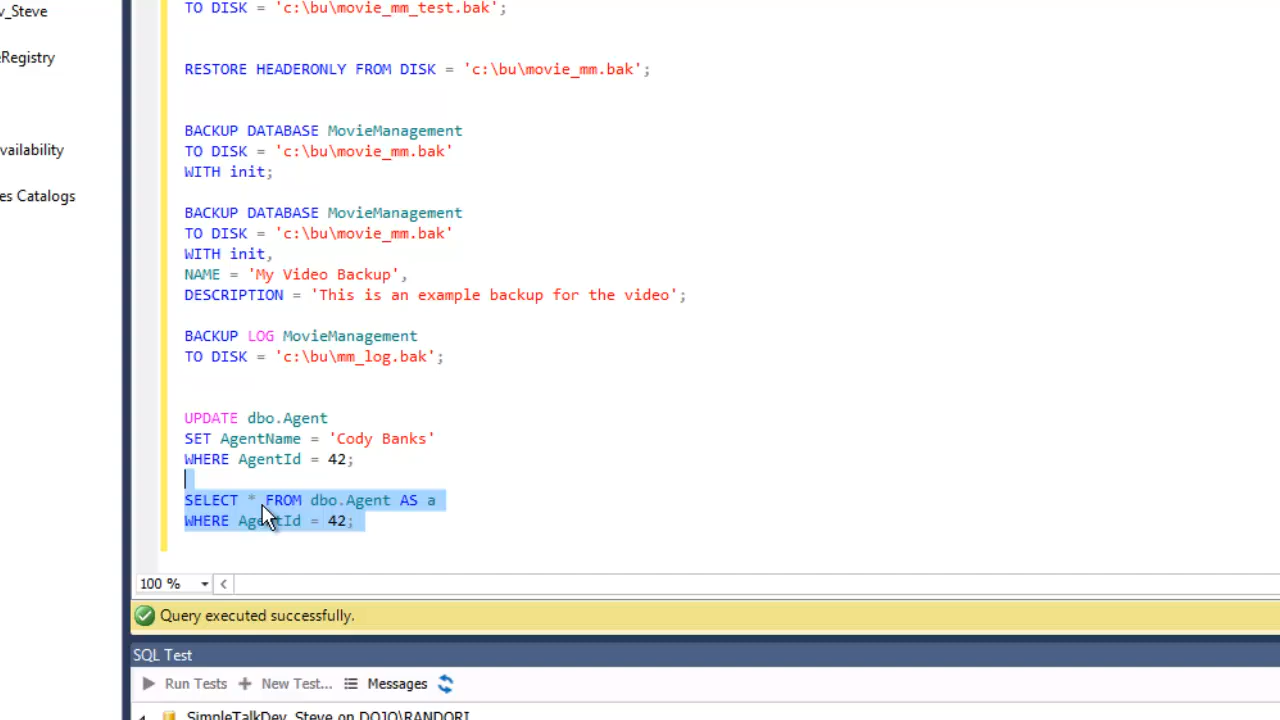 v_Steve
Registry
vailability
es Catalogs
TO DISK = 'c:\bu\movie_mm_test.bak';
RESTORE HEADERONLY FROM DISK = 'c:\bu\movie_mm.bak';
BACKUP DATABASE MovieManagement
TO DISK = 'c:\bu\movie_mm.bak'
WITH init;
BACKUP DATABASE MovieManagement
TO DISK = 'c:\bu\movie_mm.bak'
WITH init,
NAME = 'My Video Backup',
DESCRIPTION = 'This is an example backup for the video';
BACKUP LOG MovieManagement
TO DISK = 'c:\bu\mm_log.bak';
UPDATE dbo.Agent
SET AgentName = 'Cody Banks'
WHERE AgentId = 42;
SELECT * FROM dbo.Agent AS a
WHERE AgentId = 42;
100 %
Query executed successfully.
SQL Test
Run Tests New Test... Messages
SimpleTalkDev_Steve on DOJO\RANDORI